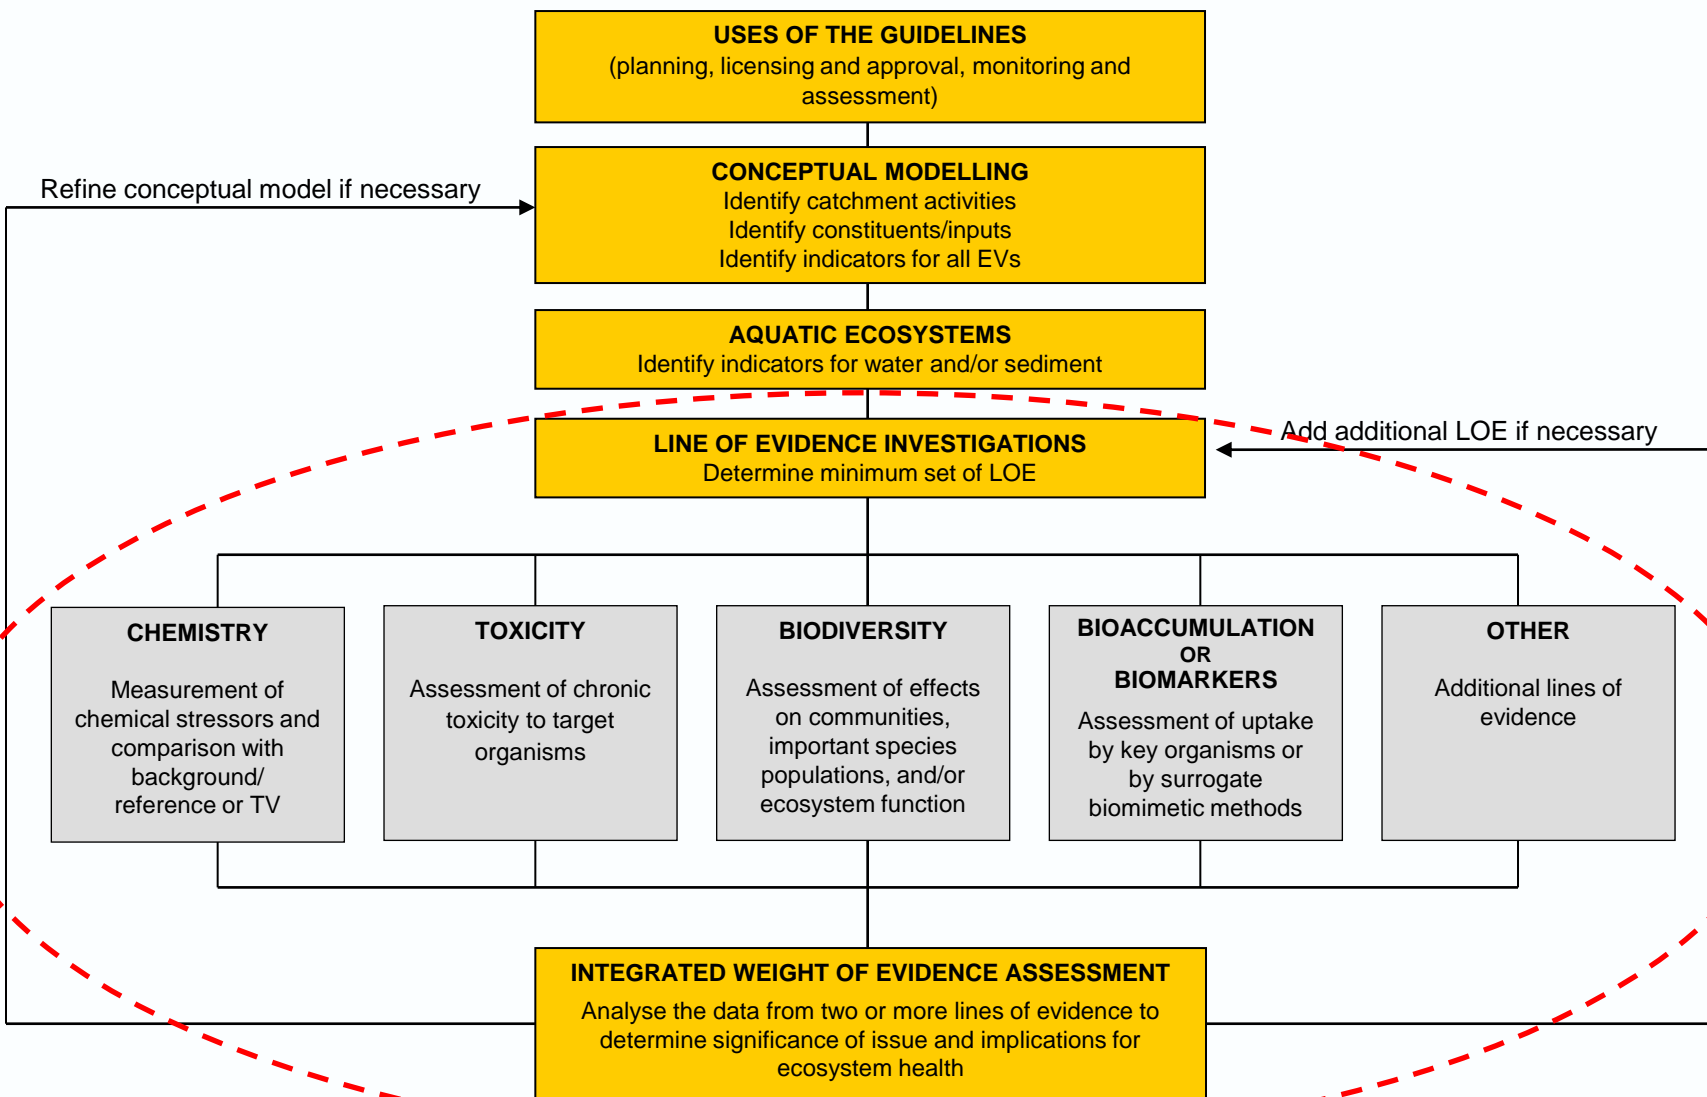 USES OF THE GUIDELINES
(planning, licensing and approval, monitoring and
assessment)
Refine conceptual model if necessary
CONCEPTUAL MODELLING
Identify catchment activities
Identify constituents/inputs
Identify indicators for all EVs
AQUATIC ECOSYSTEMS
Identify indicators for water and/or sediment
LINE OF EVIDENCE INVESTIGATIONS
Determine minimum set of LOE
Add additional LOE if necessary
CHEMISTRY
Measurement of
chemical stressors and
comparison with
background/
reference or TV
TOXICITY
Assessment of chronic
toxicity to target
organisms
BIODIVERSITY
Assessment of effects
on communities,
important species
populations, and/or
ecosystem function
BIOACCUMULATION
OR
BIOMARKERS
Assessment of uptake
by key organisms or
by surrogate
biomimetic methods
OTHER
Additional lines of
evidence
INTEGRATED WEIGHT OF EVIDENCE ASSESSMENT
Analyse the data from two or more lines of evidence to
determine significance of issue and implications for
ecosystem health